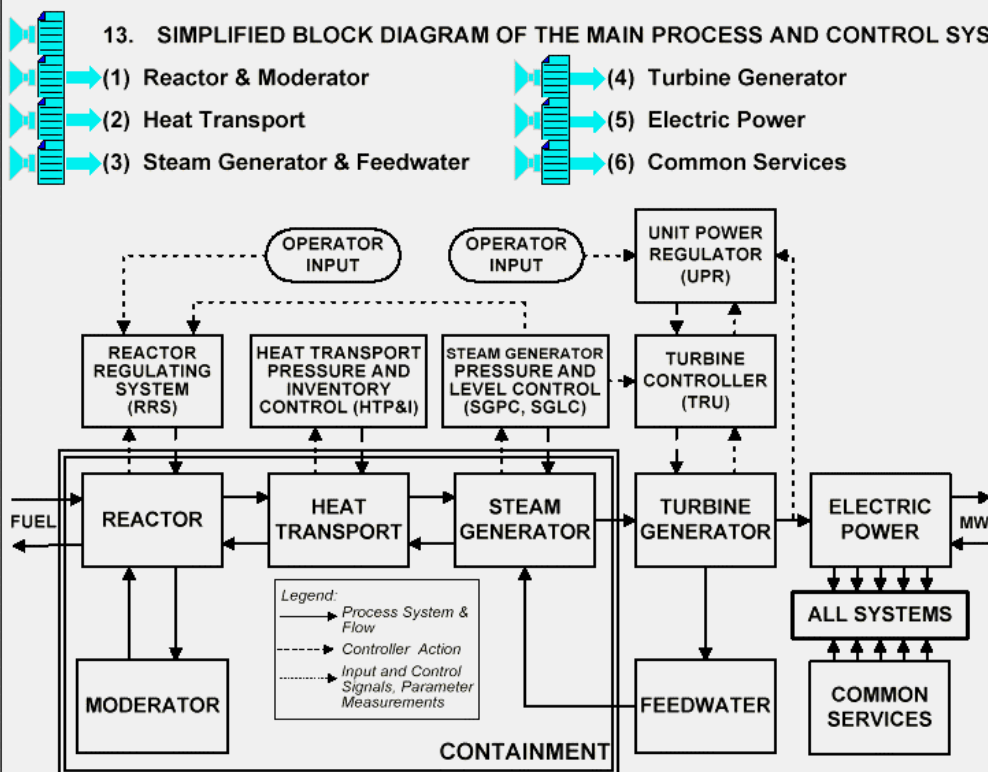 13. SIMPLIFIED BLOCK DIAGRAM OF THE MAIN PROCESS AND CONTROL SYS
(1) Reactor & Moderator
(2) Heat Transport
(3) Steam Generator & Feedwater
(4) Turbine Generator
(5) Electric Power
(6) Common Services
OPERATOR
INPUT
OPERATOR
INPUT
UNIT POWER
REGULATOR
(UPR)
REACTOR
REGULATING
SYSTEM
(RRS)
HEAT TRANSPORT
PRESSURE AND
INVENTORY
CONTROL (HTP&I)
STEAM GENERATOR
PRESSURE AND
LEVEL CONTROL
(SGPC, SGLC)
TURBINE
CONTROLLER
(TRU)
FUEL
REACTOR
HEAT
TRANSPORT
STEAM
GENERATOR
TURBINE
GENERATOR
ELECTRIC
POWER
MW
Legend:
Process System &
Flow
Controller Action
Input and Control
Signals, Parameter
Measurements
ALL SYSTEMS
MODERATOR
FEEDWATER
COMMON
SERVICES
CONTAINMENT